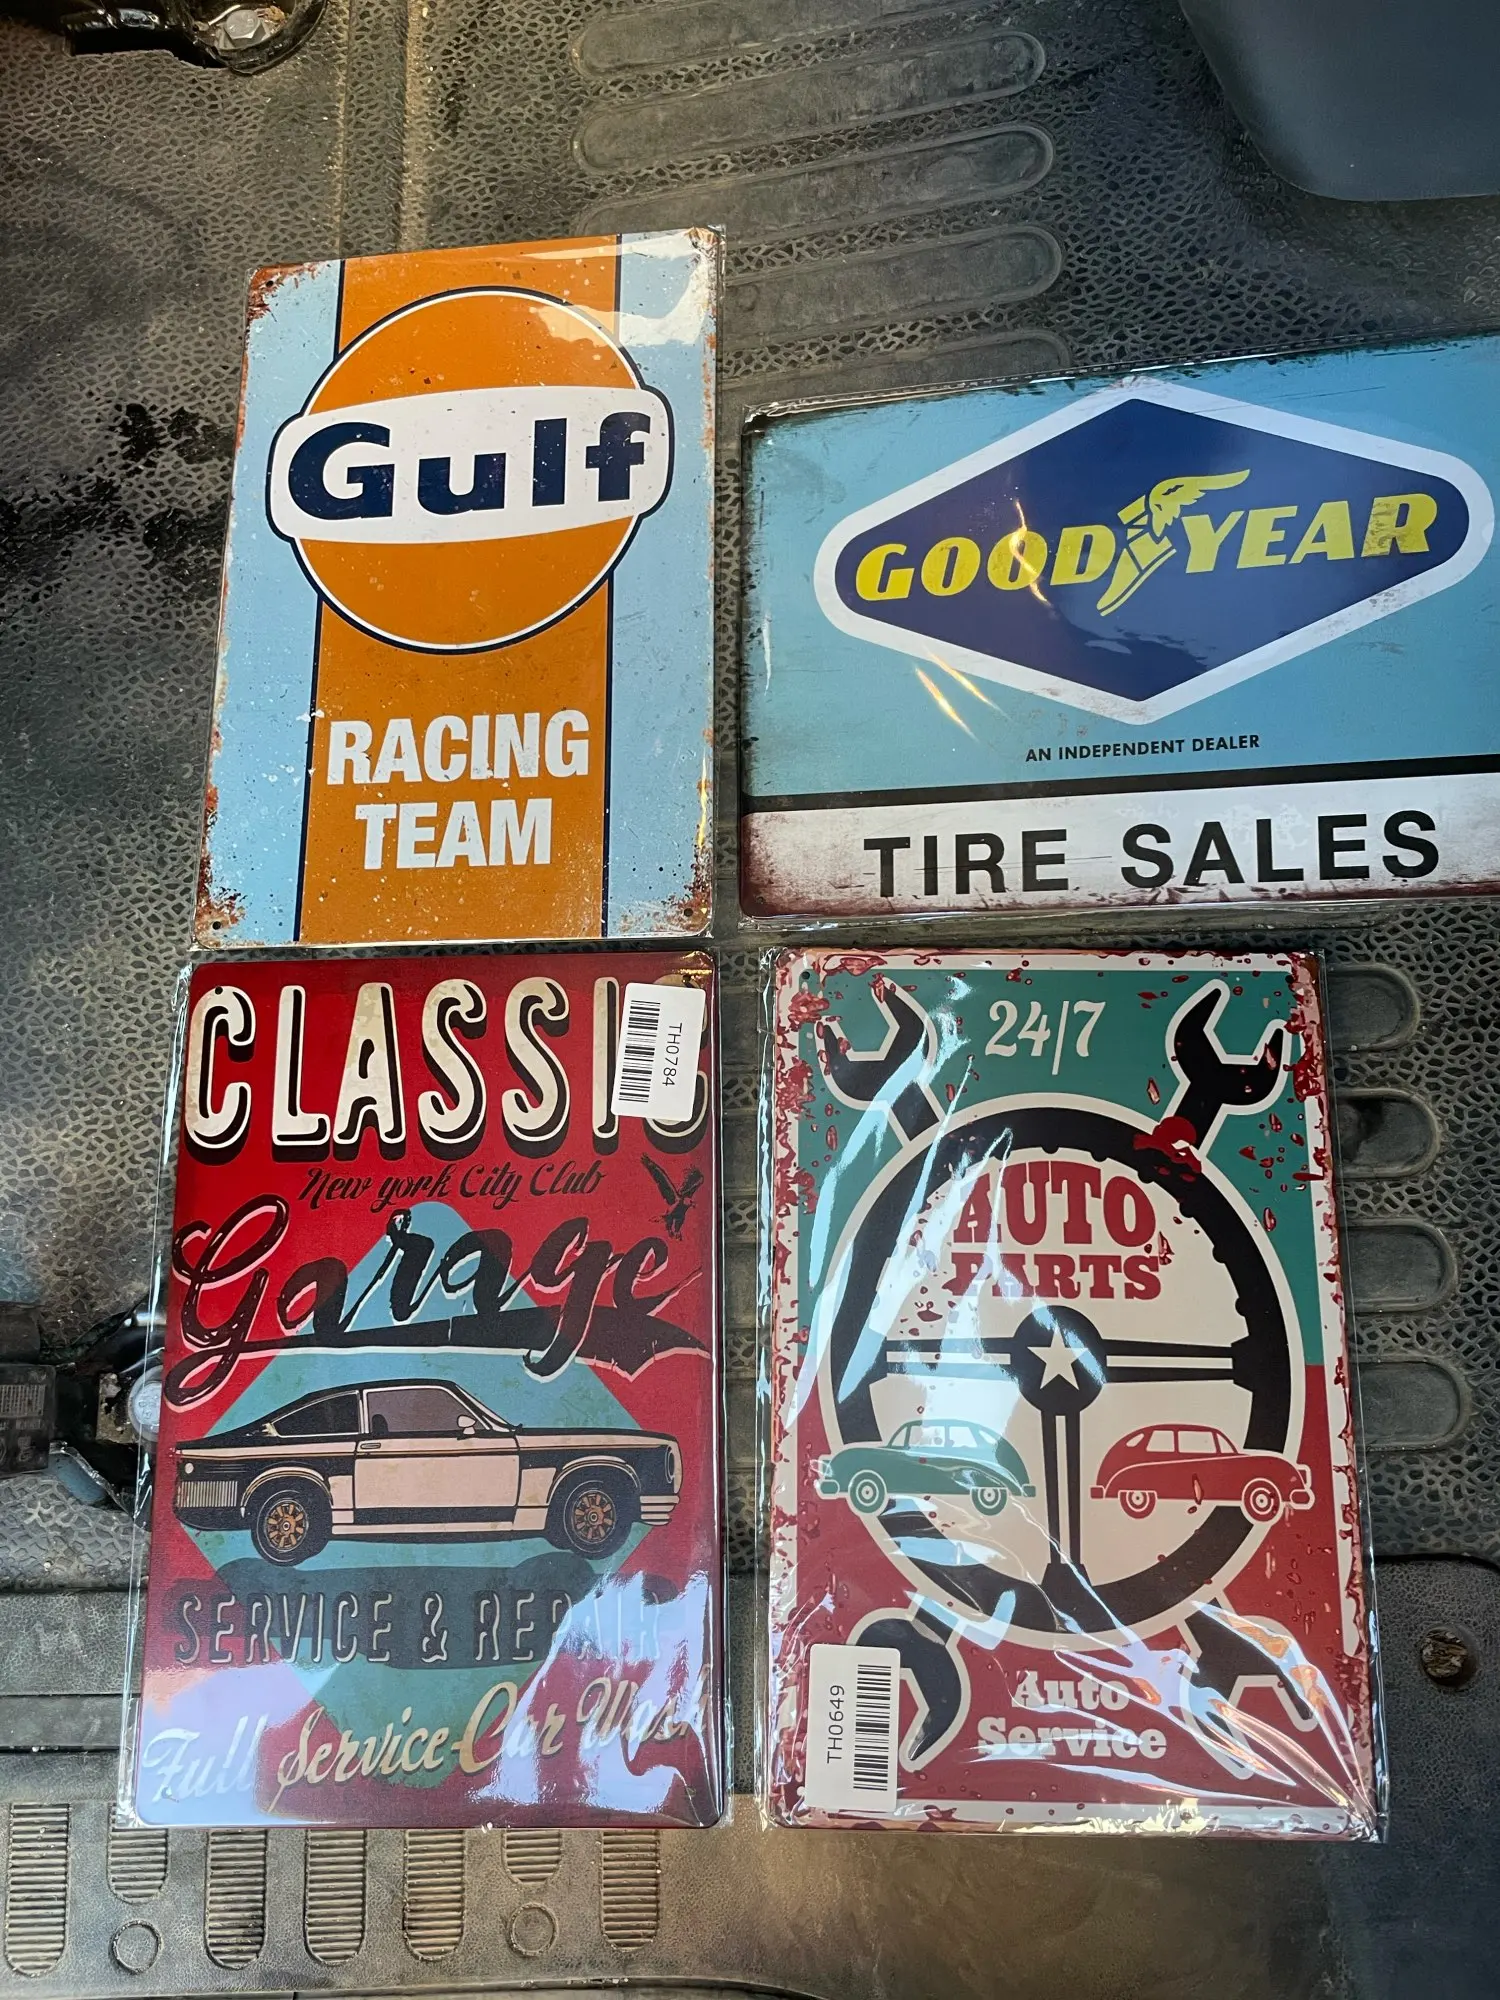 Gulf
RACING
TEAM
GOODYEAR
AN INDEPENDENT DEALER
TIRE SALES
CLASSIC
TH0784
New york City Club
Garage
SERVICE & REPAIR
Full Service Car Wash
24/7
AUTO
PARTS
Auto
Service
TH0649